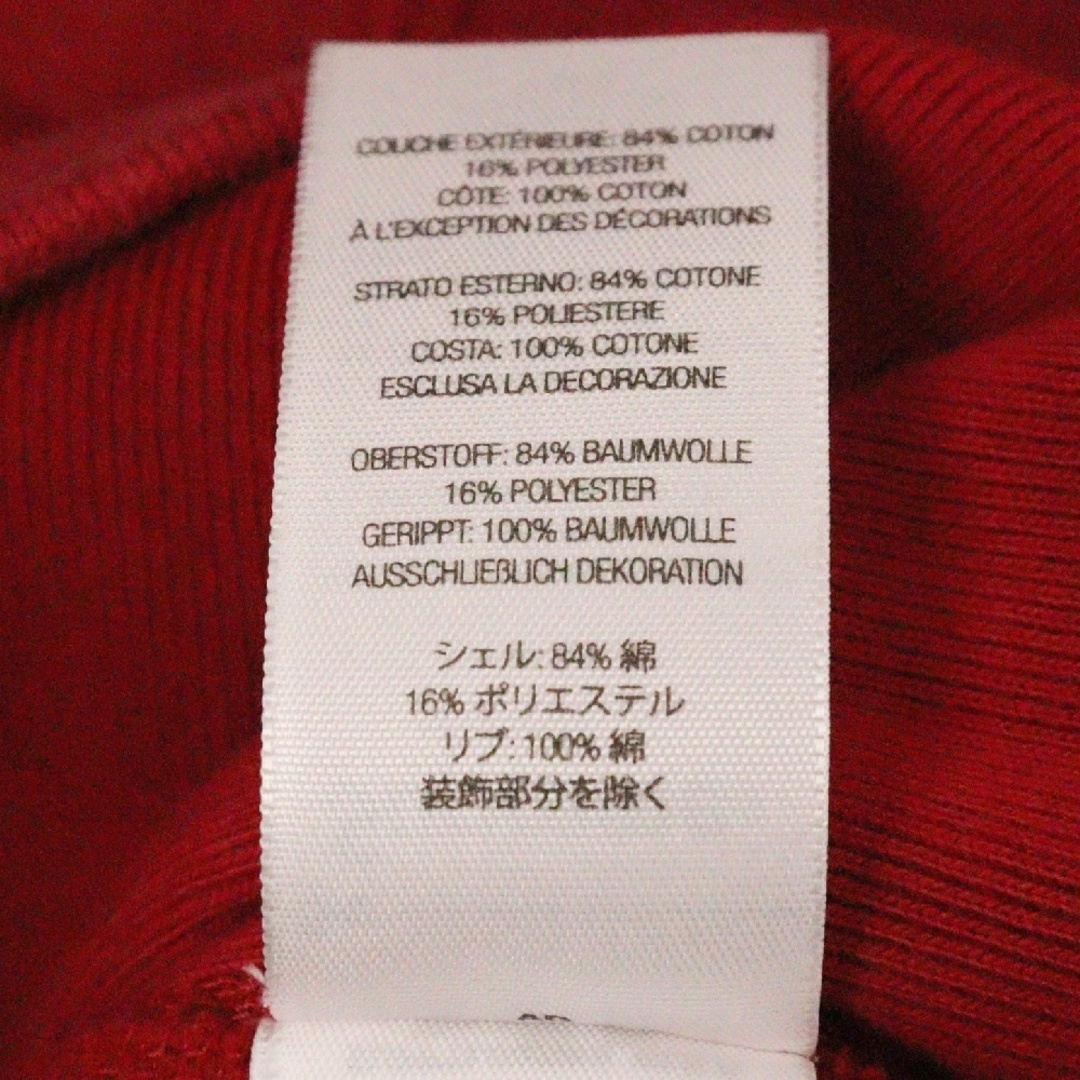 COUCHE EXTÉRIEURE: 84% COTON
16% POLYESTER
CÔTE: 100% COTON
À L'EXCEPTION DES DÉCORATIONS
STRATO ESTERNO: 84% COTONE
16% POLIESTERE
COSTA: 100% COTONE
ESCLUSA LA DECORAZIONE
OBERSTOFF: 84% BAUMWOLLE
16% POLYESTER
GERIPPT: 100% BAUMWOLLE
AUSSCHLIEßLICH DEKORATION
シェル: 84% 綿
16% ポリエステル
リブ: 100% 綿
装飾部分を除く